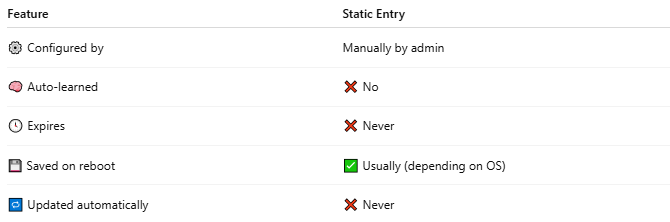 Feature Static Entry
Configured by Manually by admin
Auto-learned ❌ No
Expires ❌ Never
Saved on reboot ✅ Usually (depending on OS)
Updated automatically ❌ Never